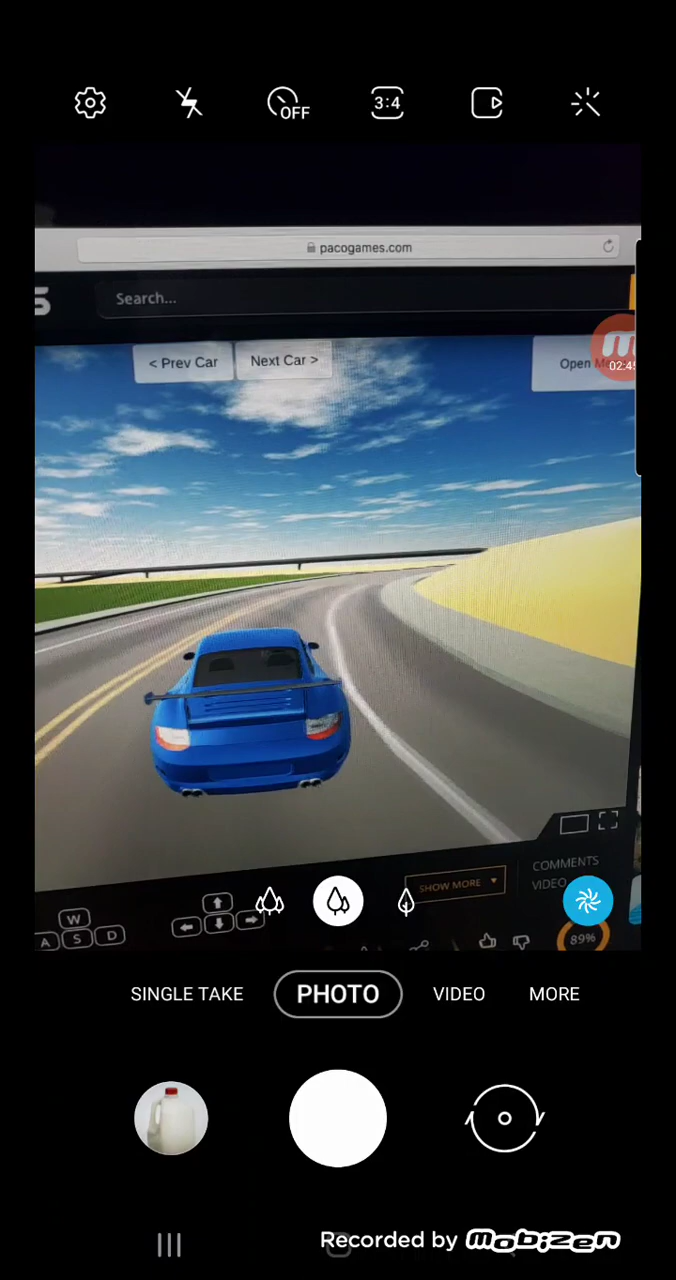 OFF
3:4
pacogames.com
S
Search...
< Prev Car
Next Car >
Open
02:45
SHOW MORE
COMMENTS
VIDEO
W
A S D
89%
SINGLE TAKE
PHOTO
VIDEO
MORE
Recorded by mobizen